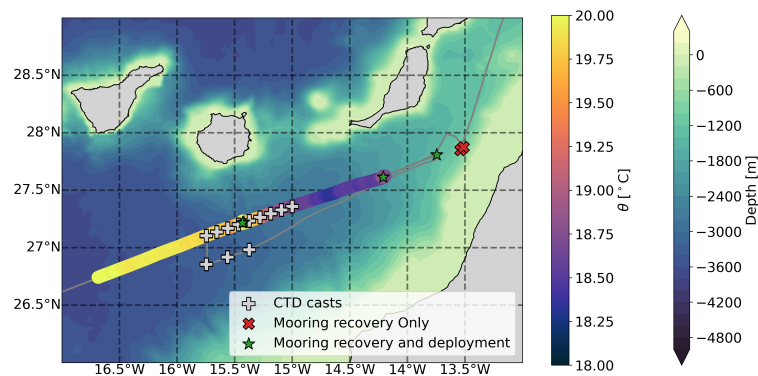 28.5°N
28°N
27.5°N
27°N
26.5°N
16.5°W
16°W
15.5°W
15°W
14.5°W
14°W
13.5°W
CTD casts
Mooring recovery Only
Mooring recovery and deployment
20.00
19.75
19.50
19.25
19.00
18.75
18.50
18.25
18.00
θ [°C]
0
−600
−1200
−1800
−2400
−3000
−3600
−4200
−4800
Depth [m]